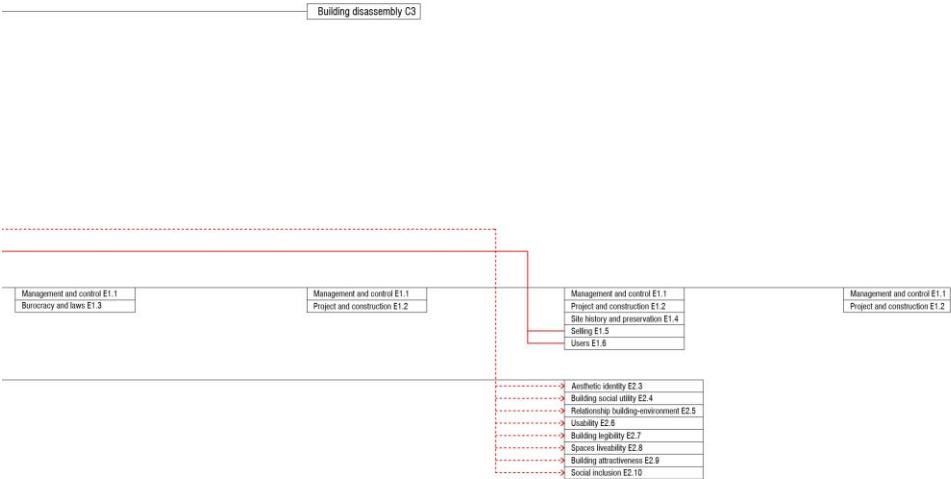 Building disassembly C3
Management and control E1.1
Burocracy and laws E1.3
Management and control E1.1
Project and construction E1.2
Management and control E1.1
Project and construction E1.2
Site history and preservation E1.4
Selling E1.5
Users E1.6
Management and control E1.1
Project and construction E1.2
Aesthetic identity E2.3
Building social utility E2.4
Relationship building-environment E2.5
Usability E2.6
Building legibility E2.7
Spaces liveability E2.8
Building attractiveness E2.9
Social inclusion E2.10